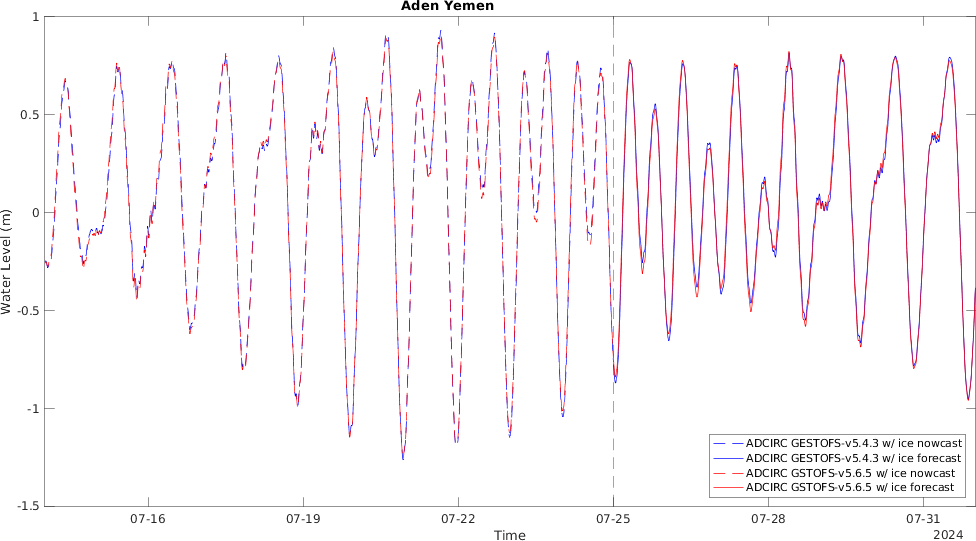 Aden Yemen
1
0.5
0
-0.5
-1
-1.5
Water Level (m)
07-16 07-19 07-22 07-25 07-28 07-31
Time
2024
ADCIRC GESTOFS-v5.4.3 w/ ice nowcast
ADCIRC GESTOFS-v5.4.3 w/ ice forecast
ADCIRC GSTOFS-v5.6.5 w/ ice nowcast
ADCIRC GSTOFS-v5.6.5 w/ ice forecast